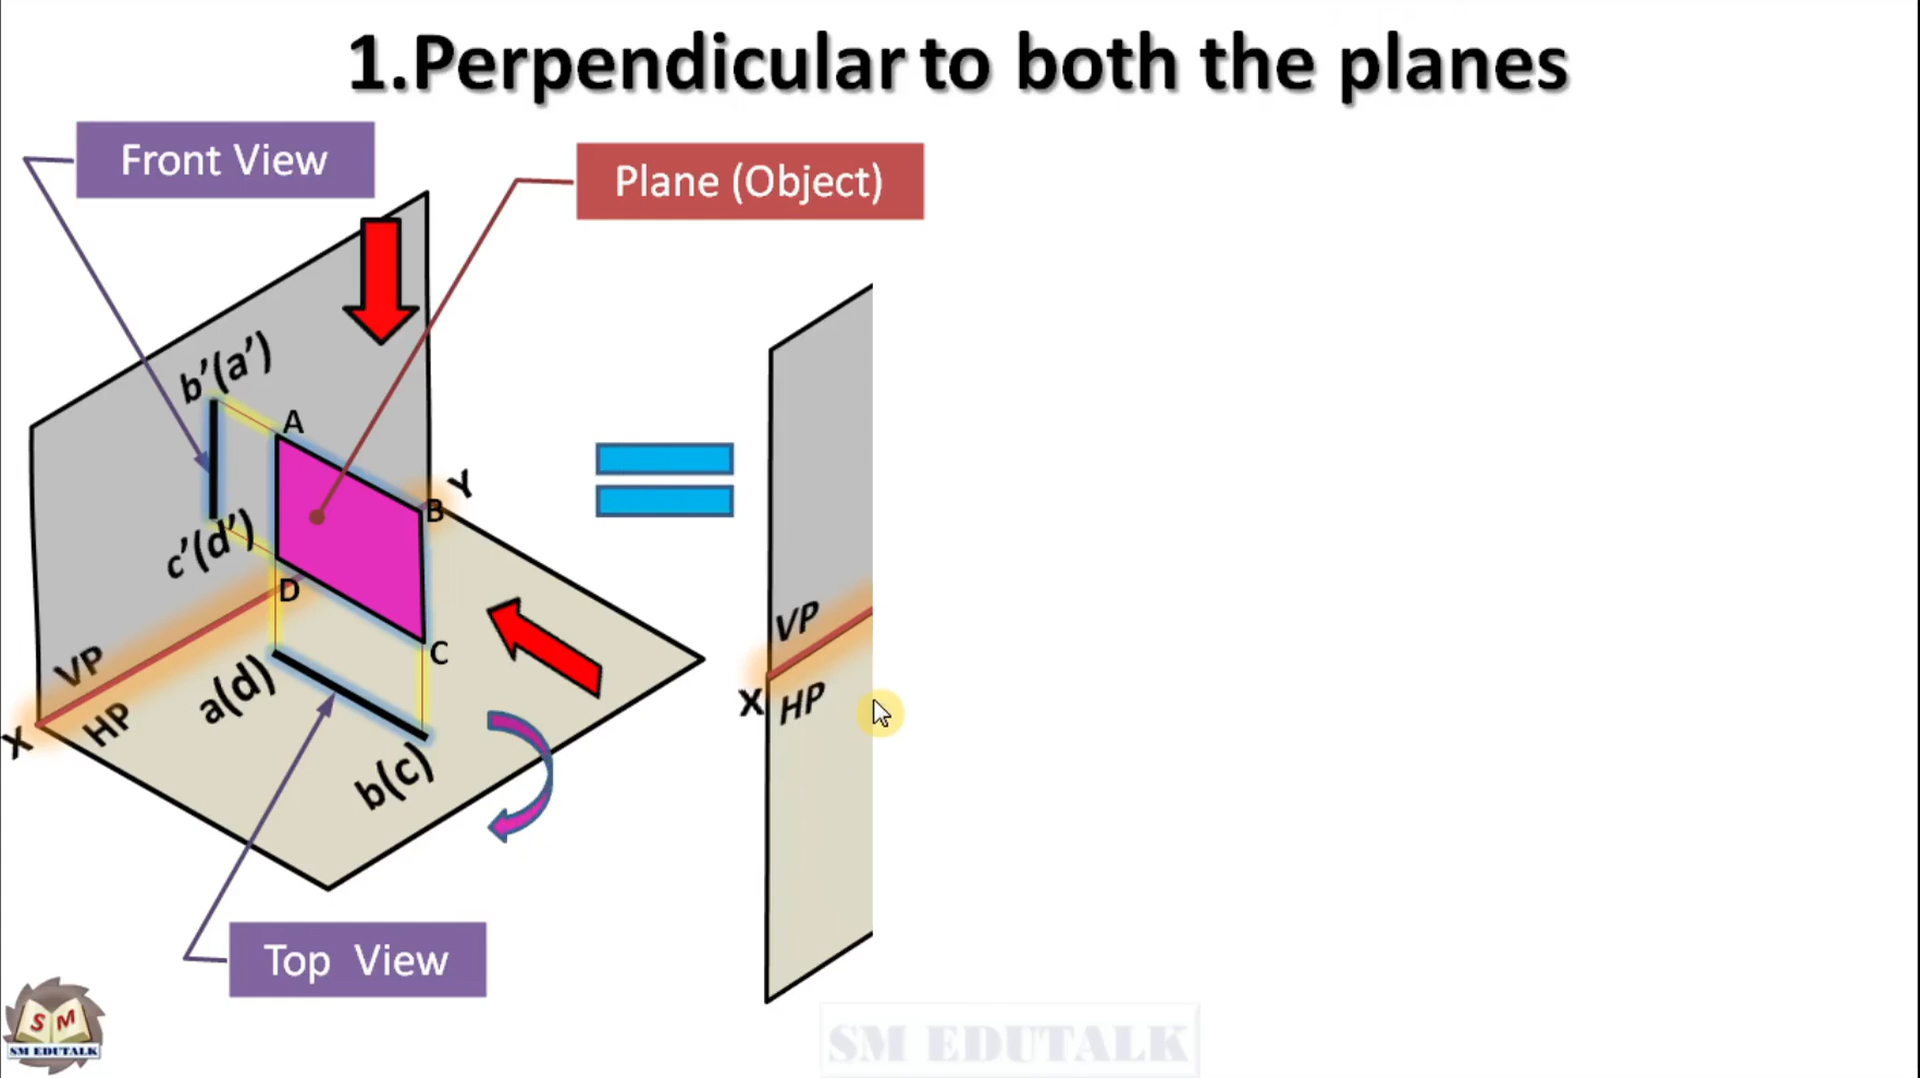 1.Perpendicular to both the planes
Front View
Plane (Object)
b’(a’)
A
Y
B
c’(d’)
D
VP
C
VP
a(d)
X
HP
X
HP
b(c)
Top View
S M
SM EDUTALK
SM EDUTALK